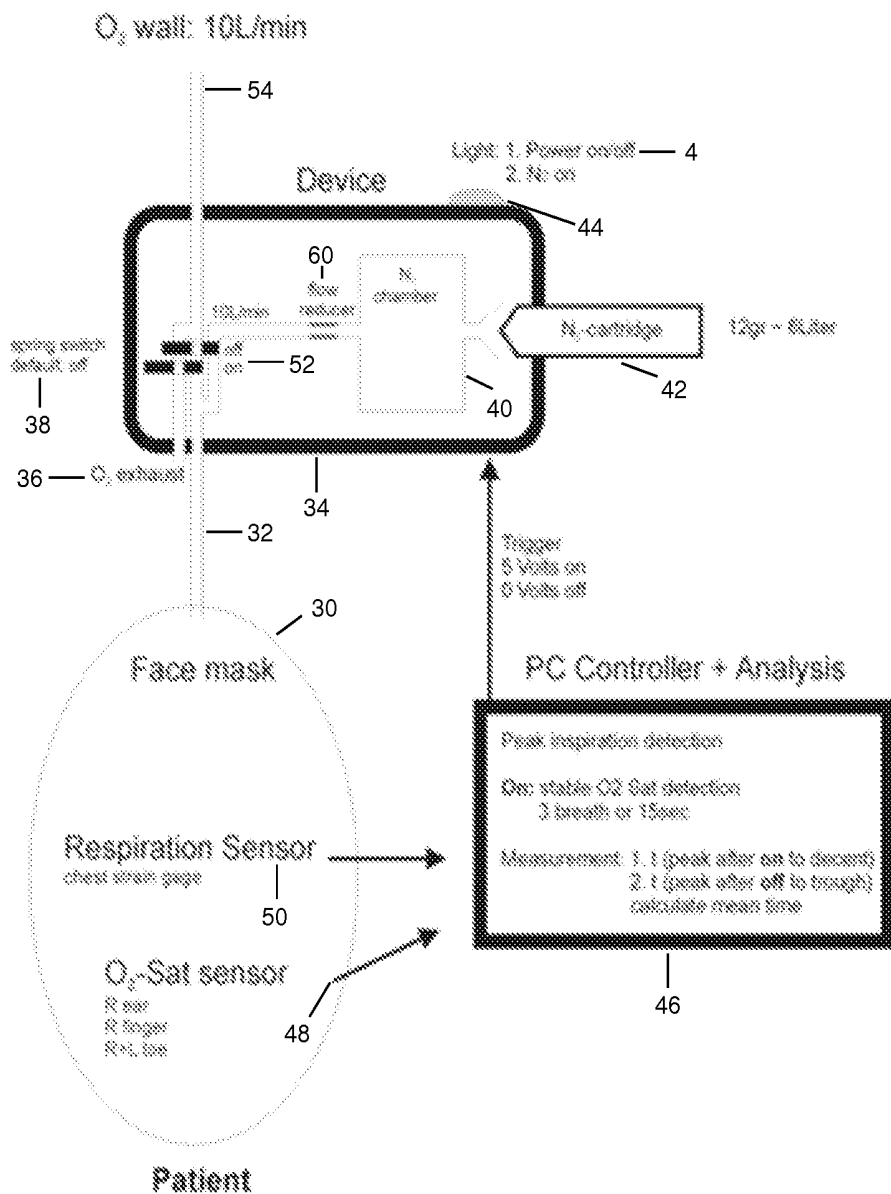 O₂ wall: 10L/min
54
Light: 1. Power on/off
4
2. N₂ on
Device
44
60
flow
reducer
N₂
chamber
10L/min
N₂-cartridge
12gr ~ 6Liter
spring switch
default: off
off
on
52
38
40
42
36
O₂ exhaust
34
32
Trigger
5 Volts on
0 Volts off
30
Face mask
PC Controller + Analysis
Peak inspiration detection
On: stable O2 Sat detection
3 breath or 15sec
Measurement: 1. t (peak after on to decent)
2. t (peak after off to trough)
calculate mean time
Respiration Sensor
chest strain gage
50
O₂-Sat sensor
R ear
R finger
R+L toe
48
46
Patient